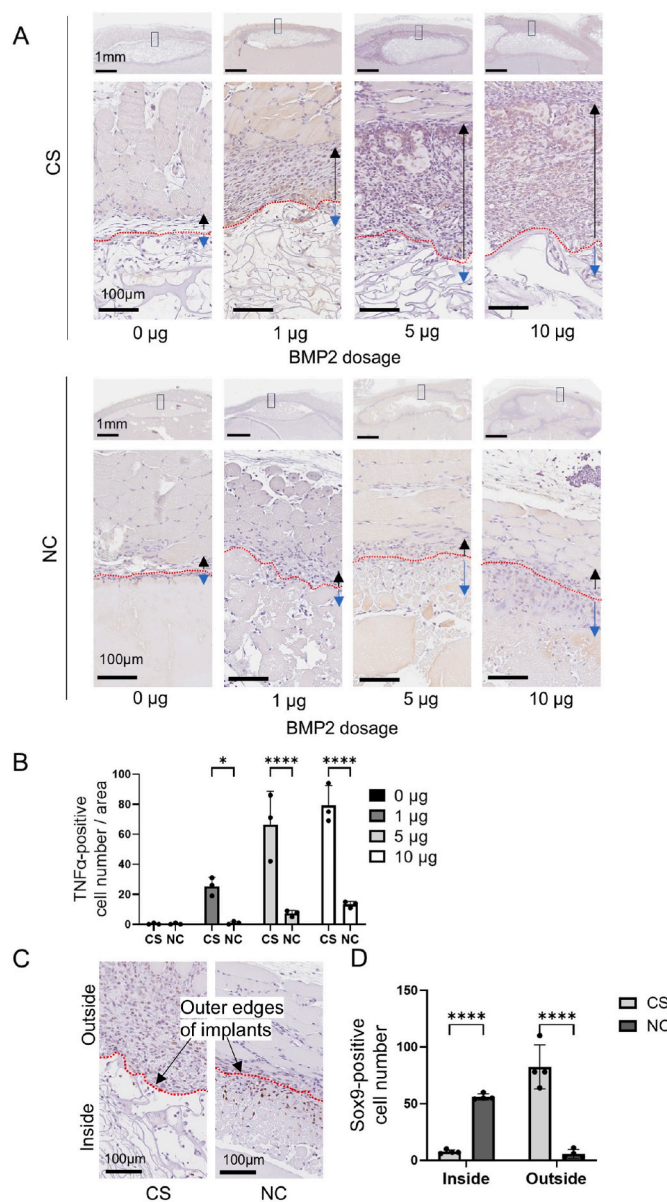 A
1mm
CS
100μm
0 μg
1 μg
5 μg
10 μg
BMP2 dosage
1mm
NC
100μm
0 μg
1 μg
5 μg
10 μg
BMP2 dosage
B
TNFα-positive
cell number / area
100
80
60
40
20
0
* **** ****
CS NC CS NC CS NC CS NC
0 μg
1 μg
5 μg
10 μg
C
Outside
Inside
Outer edges
of implants
100μm
100μm
CS
NC
D
Sox9-positive
cell number
150
100
50
0
**** ****
Inside Outside
CS
NC